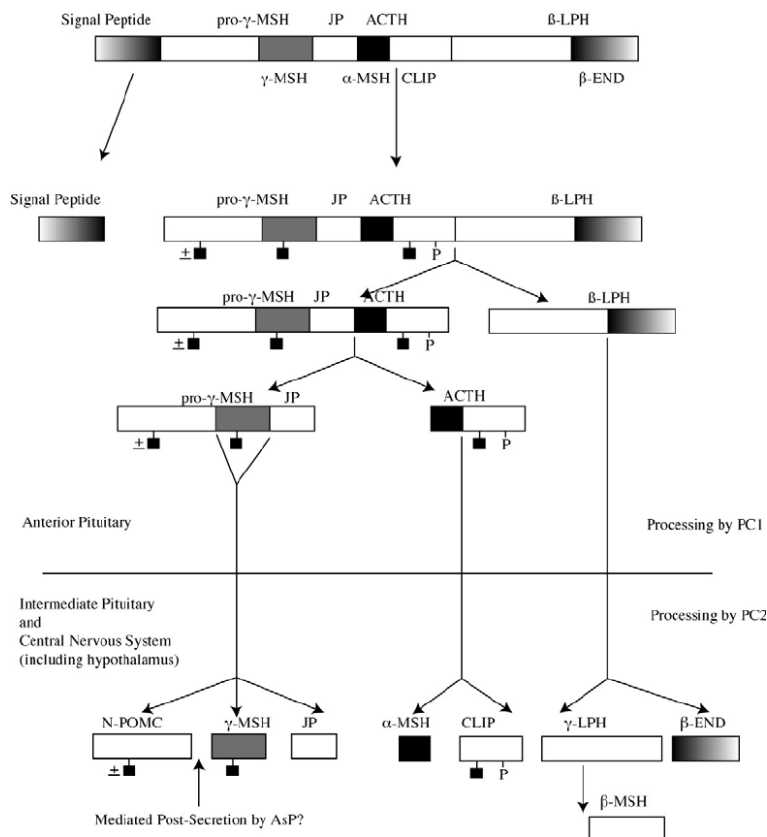 Signal Peptide pro-γ-MSH JP ACTH ß-LPH
γ-MSH α-MSH CLIP β-END
Signal Peptide pro-γ-MSH JP ACTH ß-LPH
± P
pro-γ-MSH JP ACTH ß-LPH
± P
pro-γ-MSH JP ACTH
± P
Anterior Pituitary Processing by PC1
Intermediate Pituitary Processing by PC2
and
Central Nervous System
(including hypothalamus)
N-POMC γ-MSH JP α-MSH CLIP γ-LPH β-END
± P
β-MSH
Mediated Post-Secretion by AsP?